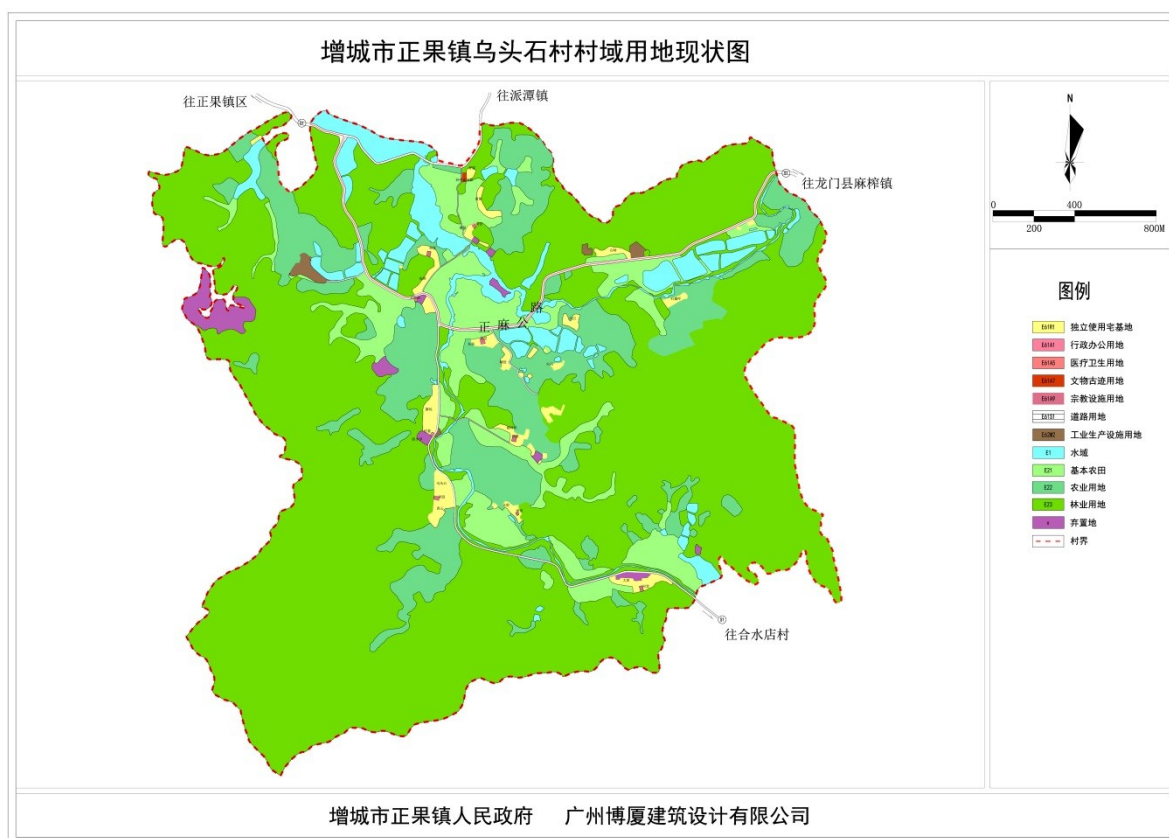 增城市正果镇乌头石村村域用地现状图
往正果镇区
往派潭镇
往龙门县麻榨镇
正麻公路
往合水店村
N
0 400
200 800M
图例
E61R1 独立使用宅基地
E61A1 行政办公用地
E61A5 医疗卫生用地
E61A7 文物古迹用地
E61A9 宗教设施用地
E61S1 道路用地
E62M2 工业生产设施用地
E1 水域
E21 基本农田
E22 农业用地
E23 林业用地
弃置地
村界
增城市正果镇人民政府 广州博厦建筑设计有限公司